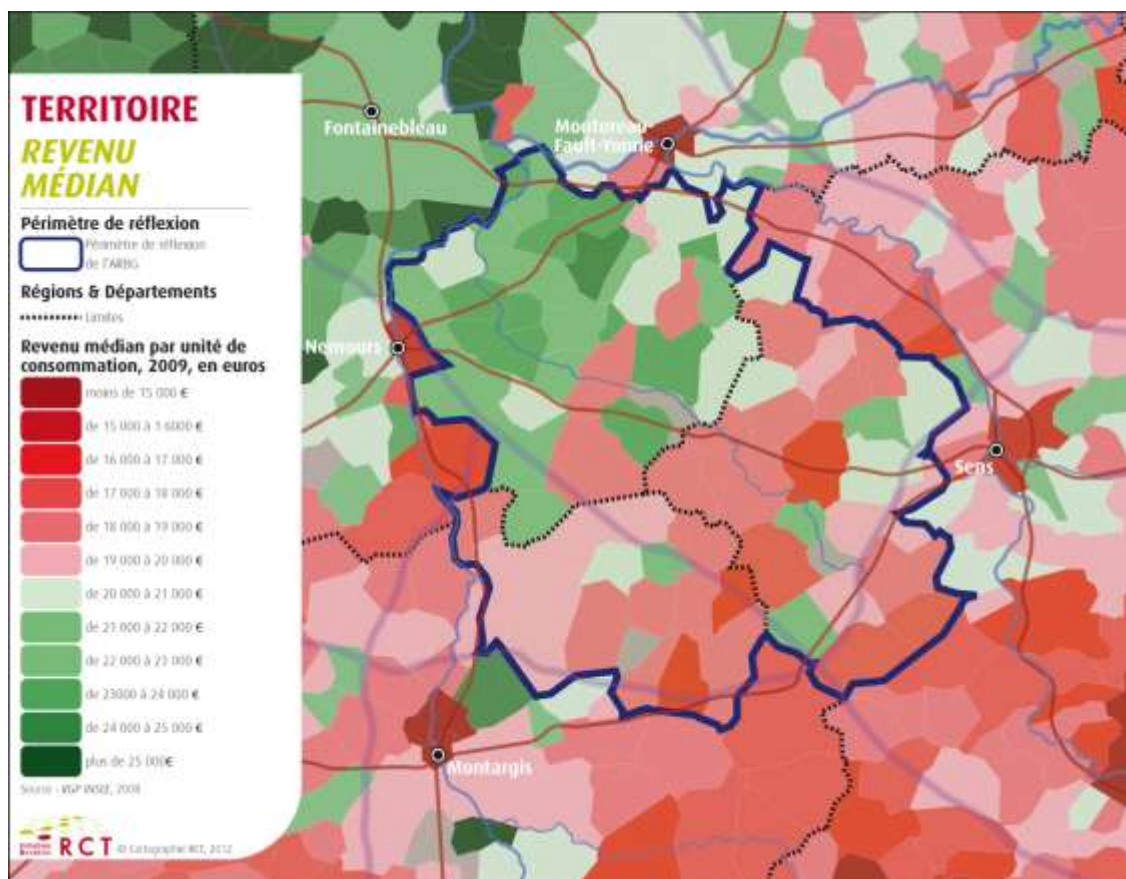 TERRITOIRE
REVENU
MÉDIAN
Périmètre de réflexion
Périmètre de réflexion
de l'ARBG
Régions & Départements
Limites
Revenu médian par unité de
consommation, 2009, en euros
moins de 15 000 €
de 15 000 à 1 6000 €
de 16 000 à 17 000 €
de 17 000 à 18 000 €
de 18 000 à 19 000 €
de 19 000 à 20 000 €
de 20 000 à 21 000 €
de 21 000 à 22 000 €
de 22 000 à 23 000 €
de 23000 à 24 000 €
de 24 000 à 25 000 €
plus de 25 000€
Source - RGP INSEE, 2008
RCT © Cartographie RCT, 2012
Fontainebleau
Montereau-
Fault-Yonne
Nemours
Sens
Montargis